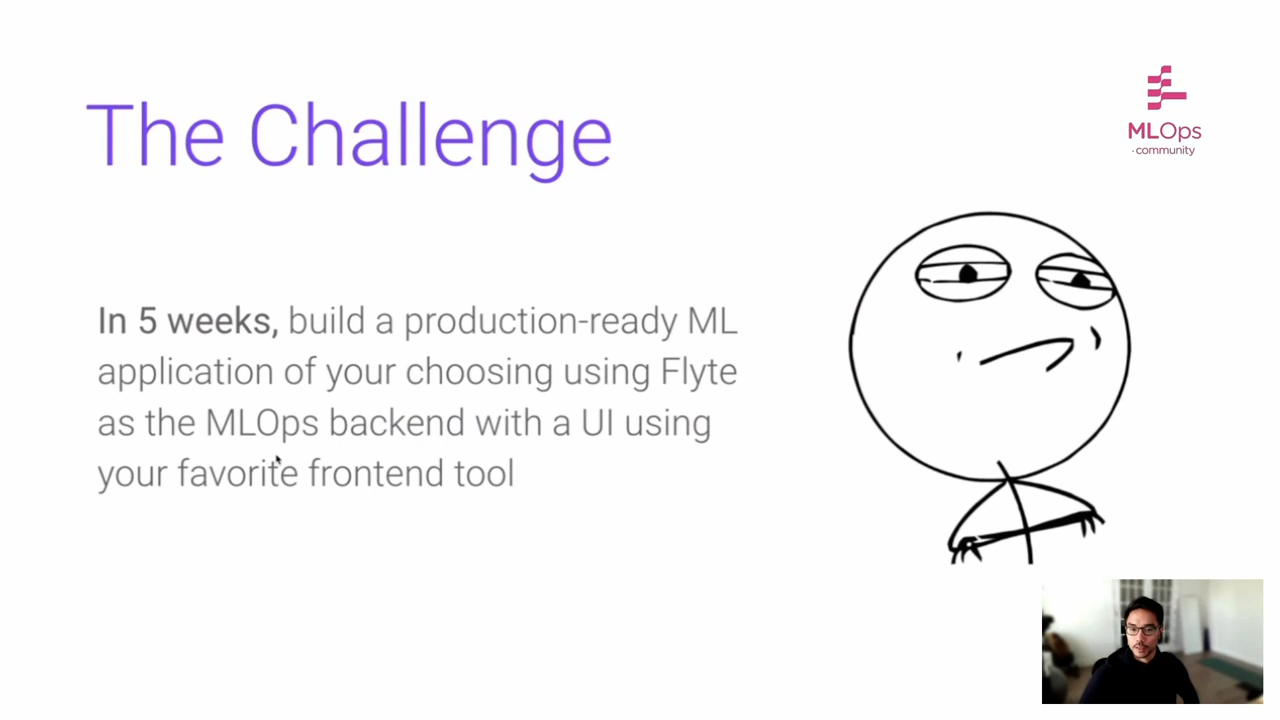 The Challenge
MLOps
community
In 5 weeks, build a production-ready ML
application of your choosing using Flyte
as the MLOps backend with a UI using
your favorite frontend tool